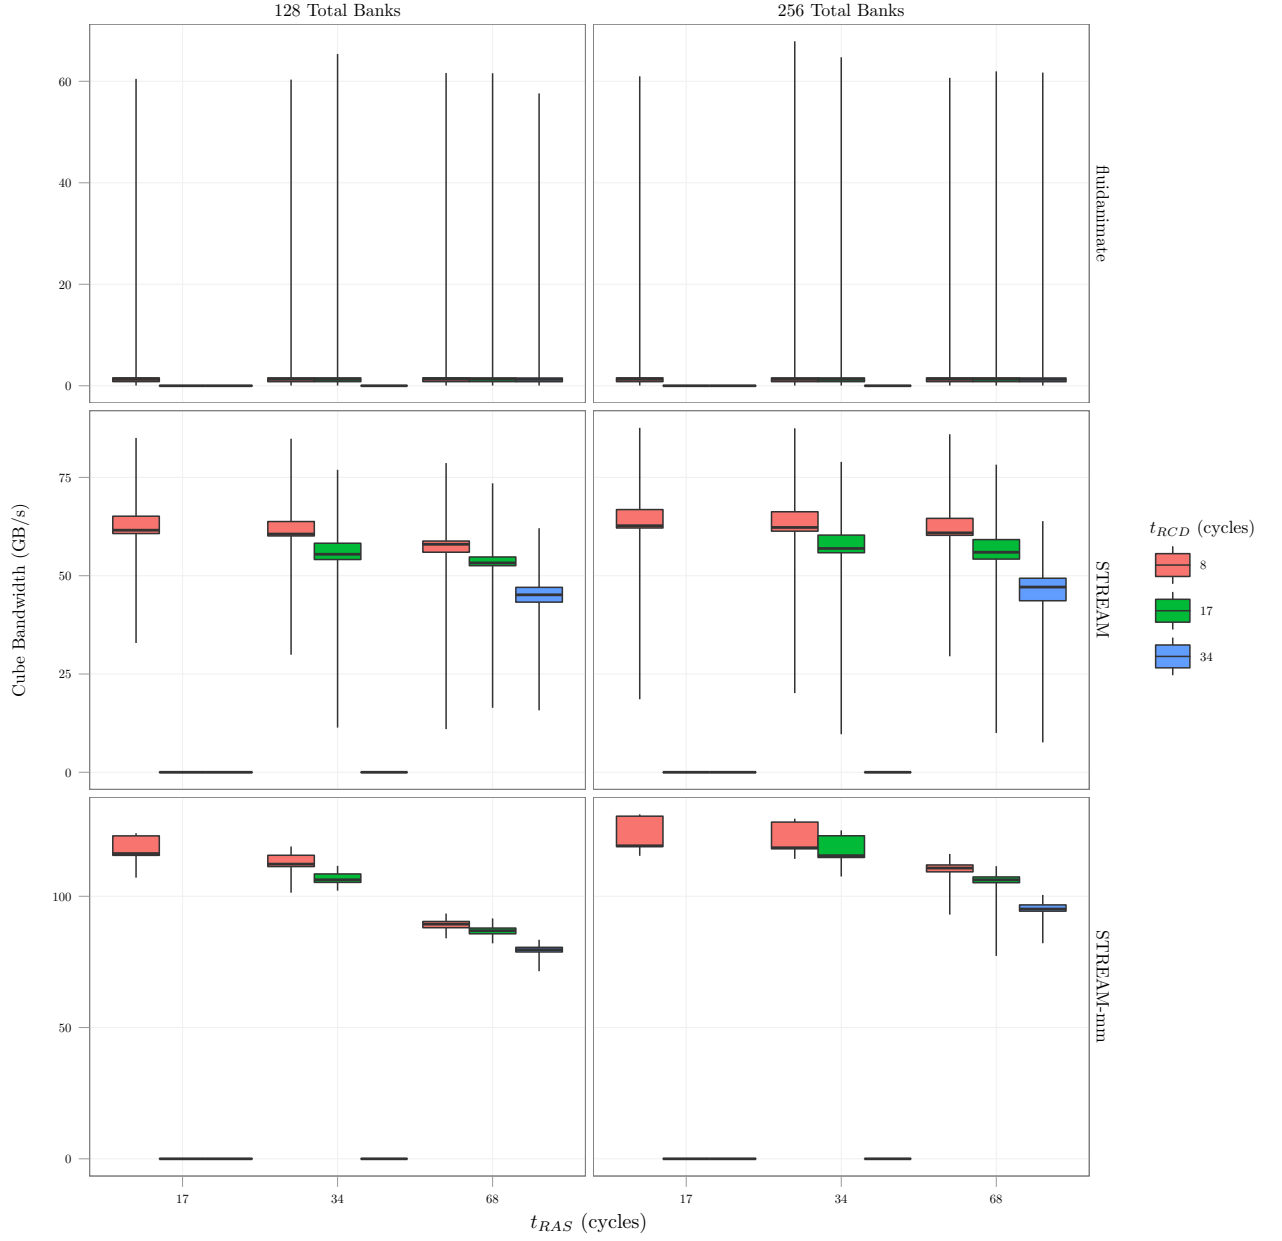 128 Total Banks
256 Total Banks
60
40
20
0
fluidanimate
75
50
25
0
STREAM
100
50
0
STREAM-mm
17
34
68
17
34
68
t_RAS (cycles)
Cube Bandwidth (GB/s)
t_RCD (cycles)
8
17
34